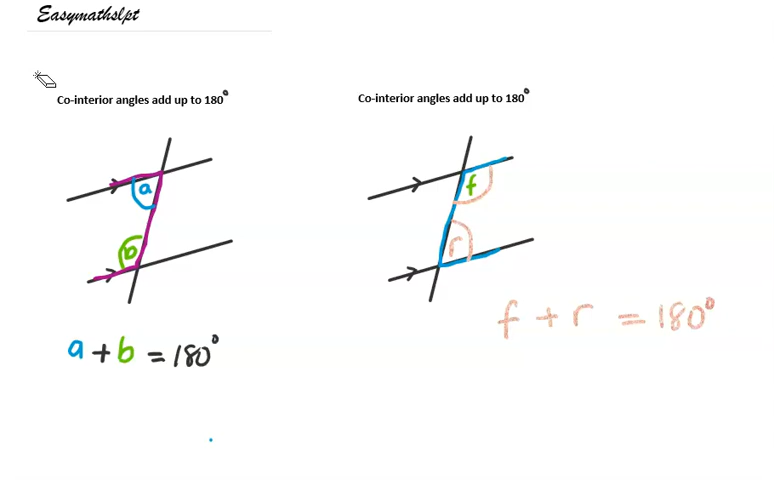 Easymathslpt
Co-interior angles add up to 180°
a
b
a + b = 180°
Co-interior angles add up to 180°
f
r
f + r = 180°